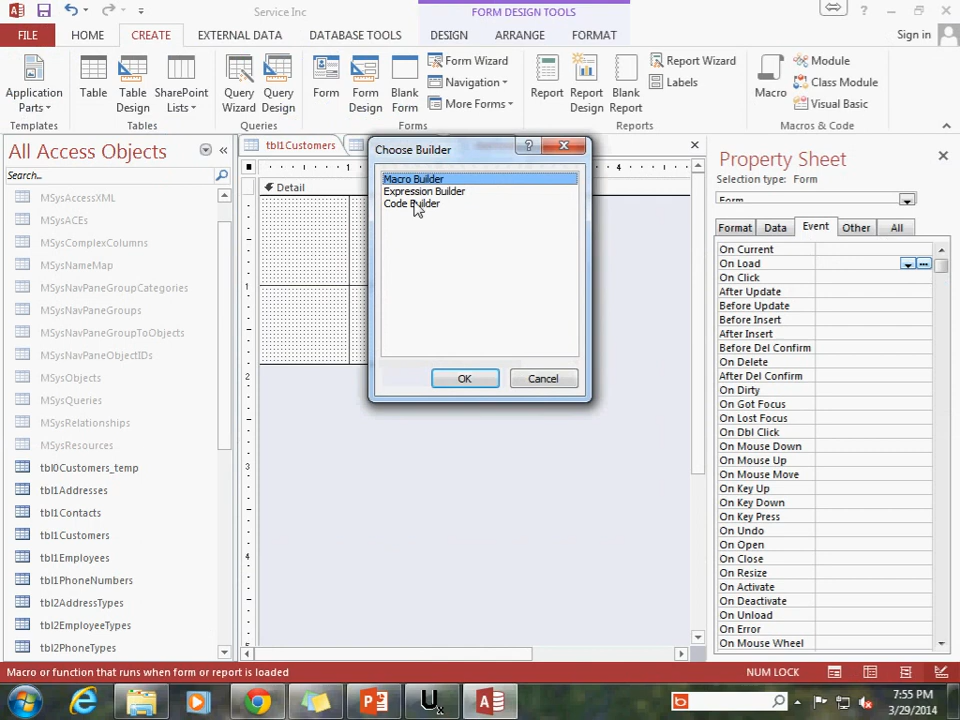 Service Inc
FORM DESIGN TOOLS
Sign in
FILE HOME CREATE EXTERNAL DATA DATABASE TOOLS DESIGN ARRANGE FORMAT
Application Parts
Table
Table Design
SharePoint Lists
Query Wizard
Query Design
Form
Form Design
Blank Form
Form Wizard
Navigation
More Forms
Report
Report Design
Blank Report
Report Wizard
Labels
Macro
Module
Class Module
Visual Basic
Templates Tables Queries Forms Reports Macros & Code
All Access Objects
Search...
MSysAccessXML
MSysACEs
MSysComplexColumns
MSysNameMap
MSysNavPaneGroupCategories
MSysNavPaneGroups
MSysNavPaneGroupToObjects
MSysNavPaneObjectIDs
MSysObjects
MSysQueries
MSysRelationships
MSysResources
tbl0Customers_temp
tbl1Addresses
tbl1Contacts
tbl1Customers
tbl1Employees
tbl1PhoneNumbers
tbl2AddressTypes
tbl2EmployeeTypes
tbl2PhoneTypes
tbl1Customers
1 4
Detail
1
2
3
4
Choose Builder
Macro Builder
Expression Builder
Code Builder
OK Cancel
Property Sheet
Selection type: Form
Form
Format Data Event Other All
On Current
On Load
On Click
After Update
Before Update
Before Insert
After Insert
Before Del Confirm
On Delete
After Del Confirm
On Dirty
On Got Focus
On Lost Focus
On Dbl Click
On Mouse Down
On Mouse Up
On Mouse Move
On Key Up
On Key Down
On Key Press
On Undo
On Open
On Close
On Resize
On Activate
On Deactivate
On Unload
On Error
On Mouse Wheel
Macro or function that runs when form or report is loaded
NUM LOCK
7:55 PM
3/29/2014